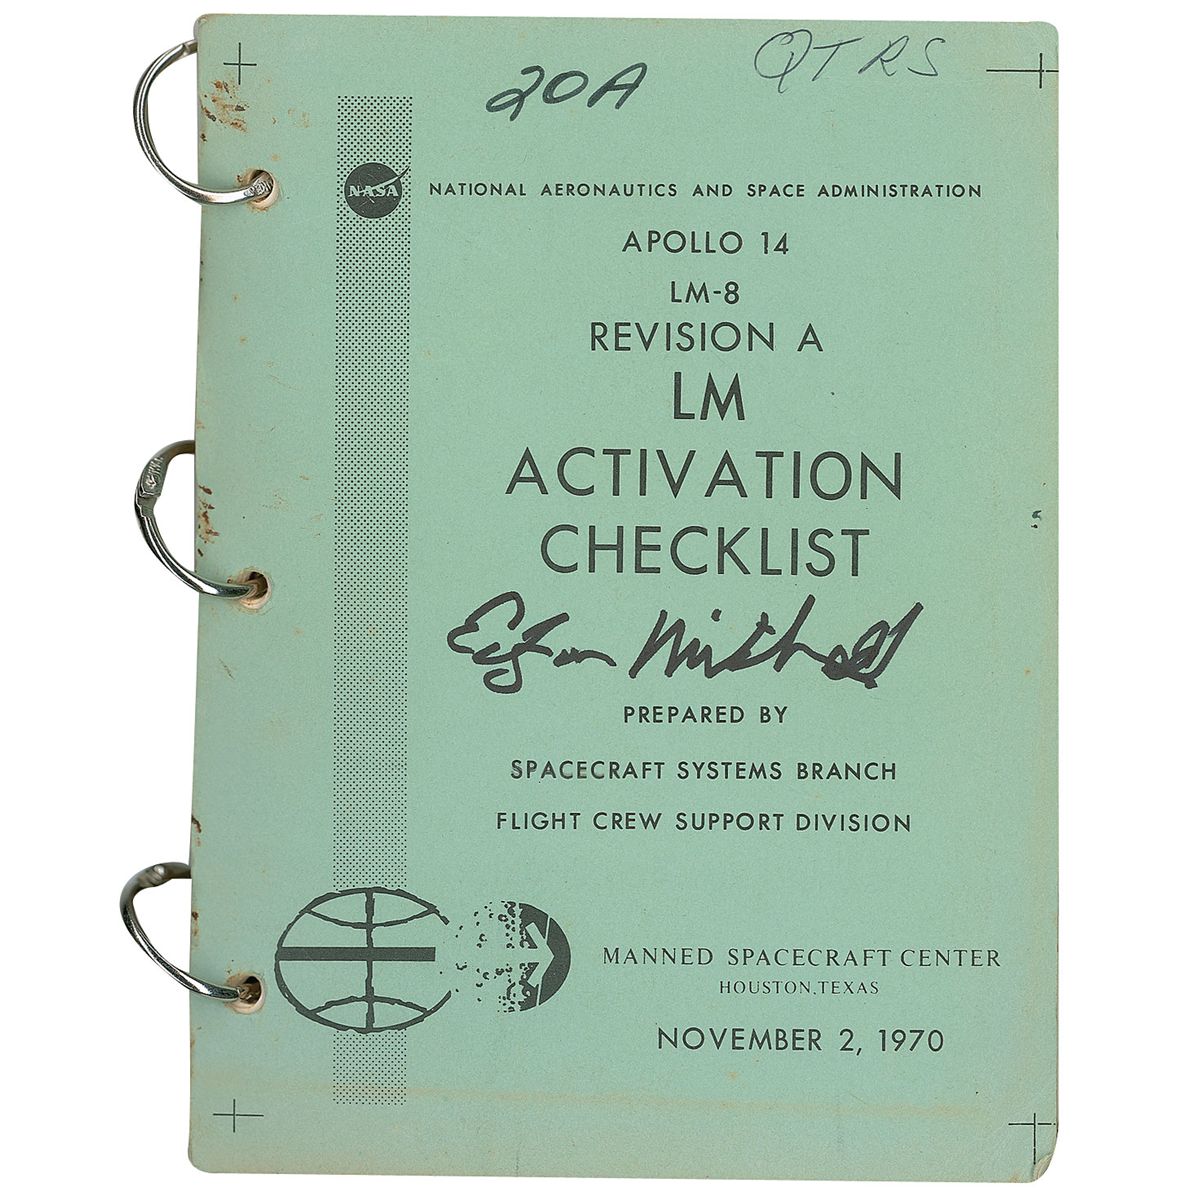 20A
QTRS
NASA
NATIONAL AERONAUTICS AND SPACE ADMINISTRATION
APOLLO 14
LM-8
REVISION A
LM
ACTIVATION
CHECKLIST
Edgar Mitchell
PREPARED BY
SPACECRAFT SYSTEMS BRANCH
FLIGHT CREW SUPPORT DIVISION
MANNED SPACECRAFT CENTER
HOUSTON, TEXAS
NOVEMBER 2, 1970